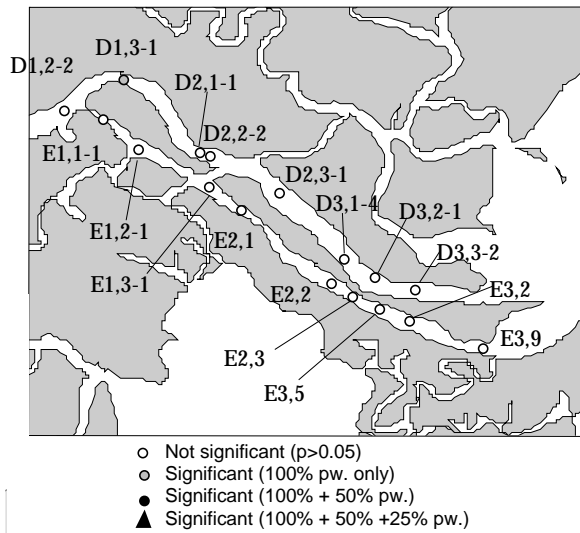 D1,3-1
D1,2-2
D2,1-1
D2,2-2
E1,1-1
D2,3-1
D3,1-4
D3,2-1
E1,2-1
E2,1
D3,3-2
E1,3-1
E2,2
E3,2
E2,3
E3,9
E3,5
Not significant (p>0.05)
Significant (100% pw. only)
Significant (100% + 50% pw.)
Significant (100% + 50% +25% pw.)